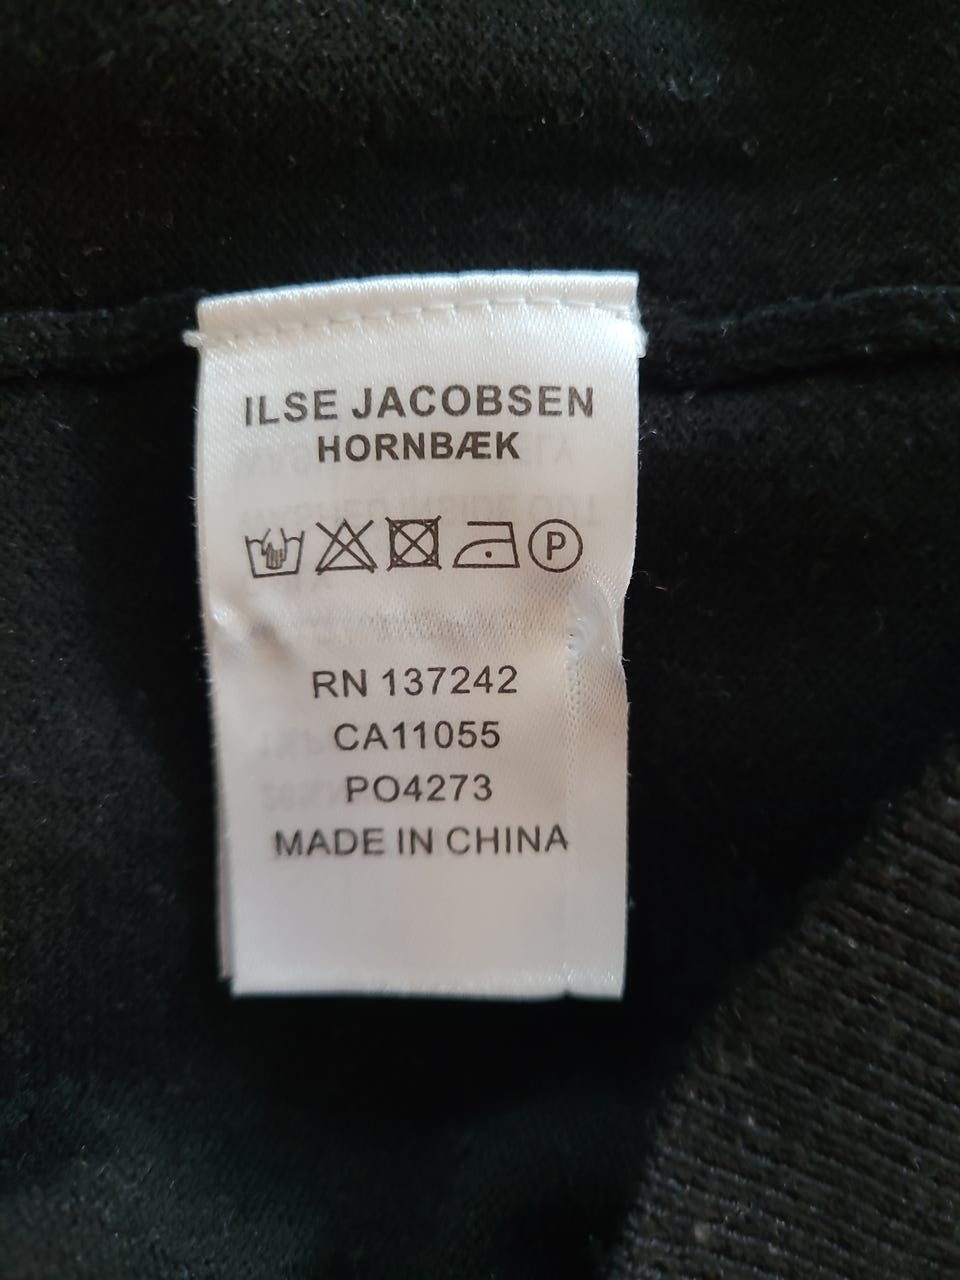 ILSE JACOBSEN
HORNBÆK
P
RN 137242
CA11055
PO4273
MADE IN CHINA